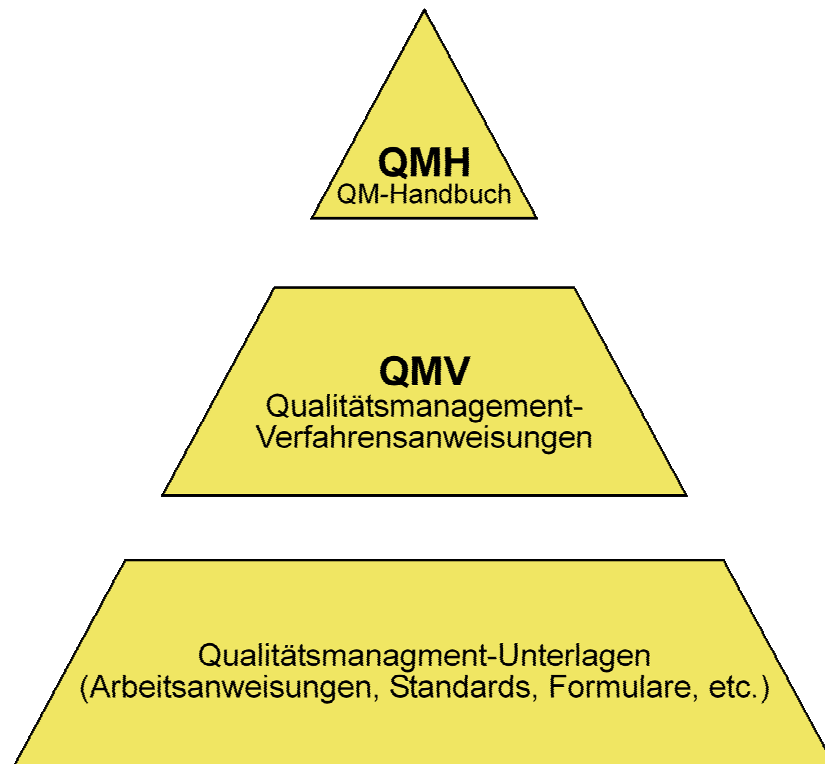 QMH
QM-Handbuch
QMV
Qualitätsmanagement-
Verfahrensanweisungen
Qualitätsmanagment-Unterlagen
(Arbeitsanweisungen, Standards, Formulare, etc.)